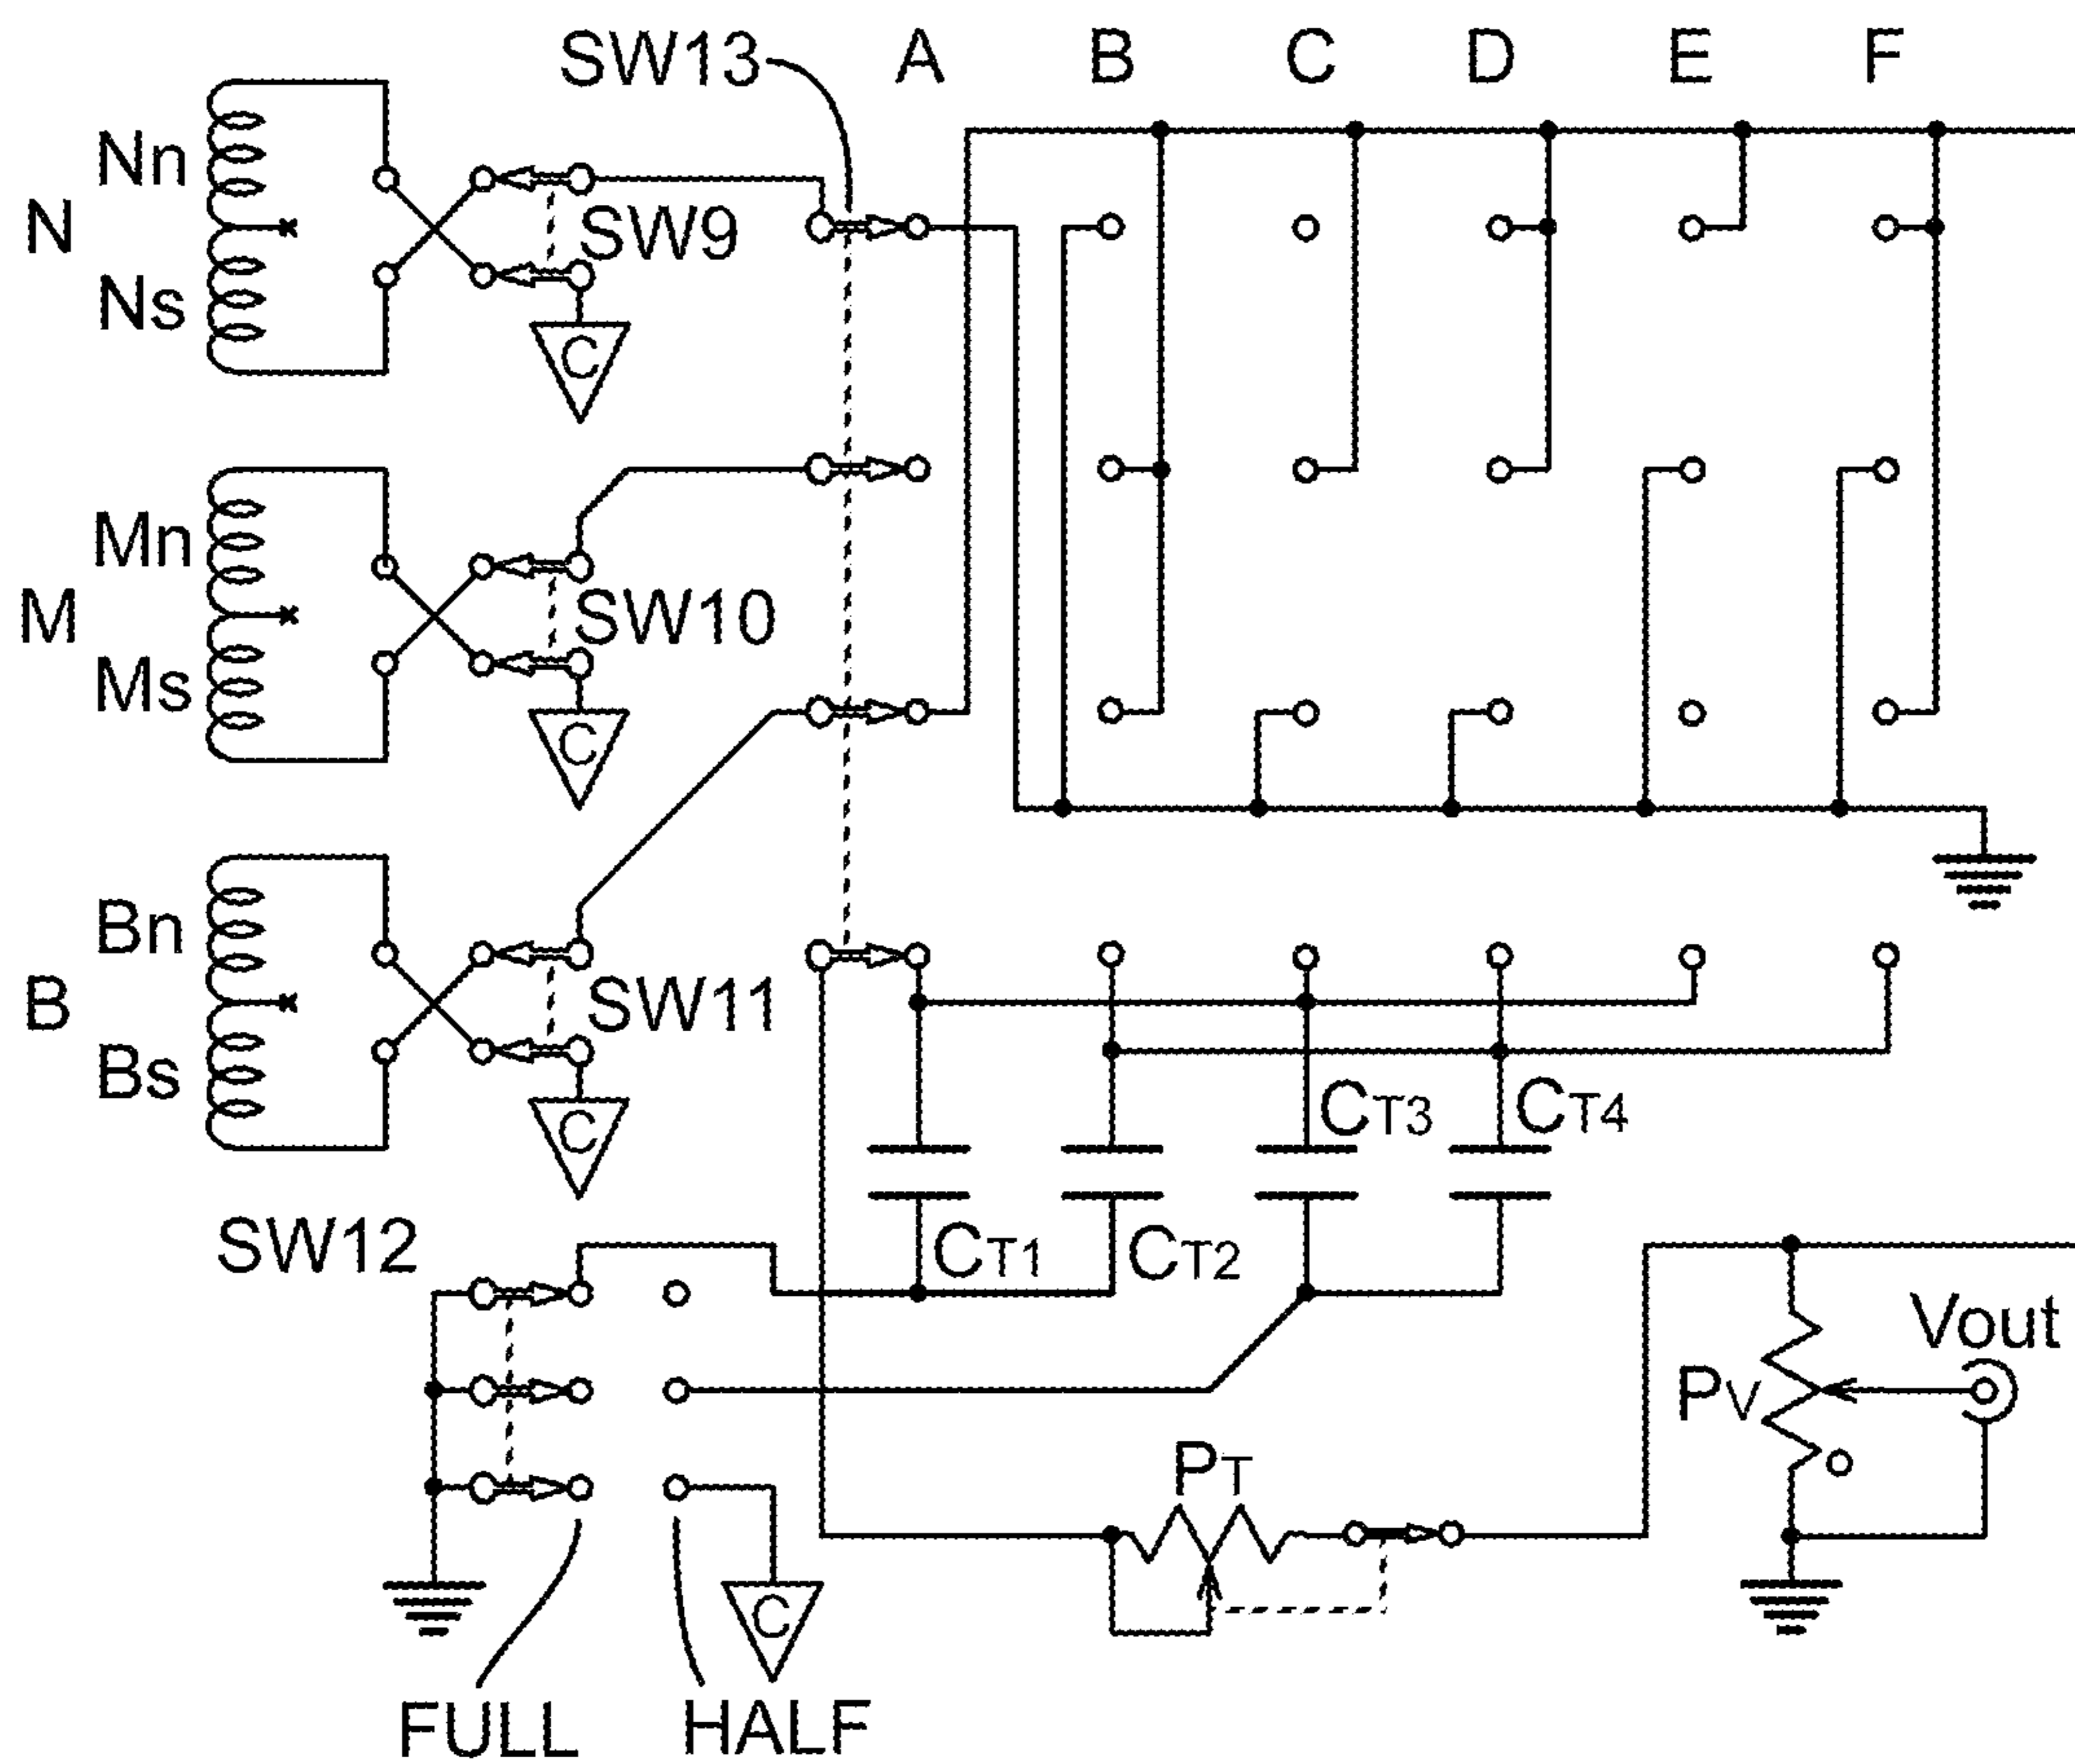 SW13 A B C D E F
Nn
N
Ns
SW9
C
Mn
M
Ms
SW10
C
Bn
B
Bs
SW11
C
CT3 CT4
SW12
CT1 CT2
Vout
PV
PT
C
FULL HALF